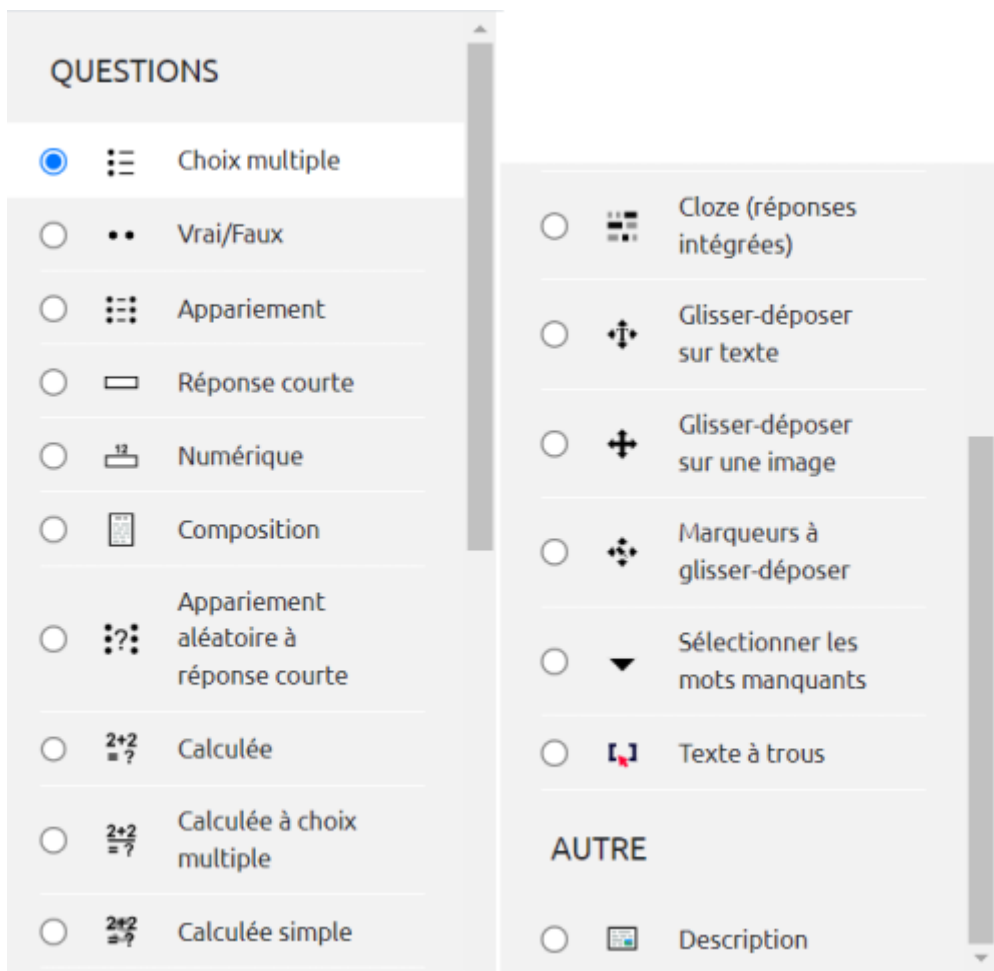 QUESTIONS
Choix multiple
Vrai/Faux
Appariement
Réponse courte
12
Numérique
Composition
Appariement
aléatoire à
réponse courte
?
2+2
= ?
Calculée
2+2
= ?
Calculée à choix
multiple
2+2
= ?
Calculée simple
Cloze (réponses
intégrées)
T
Glisser-déposer
sur texte
Glisser-déposer
sur une image
Marqueurs à
glisser-déposer
Sélectionner les
mots manquants
[ ]
Texte à trous
AUTRE
Description